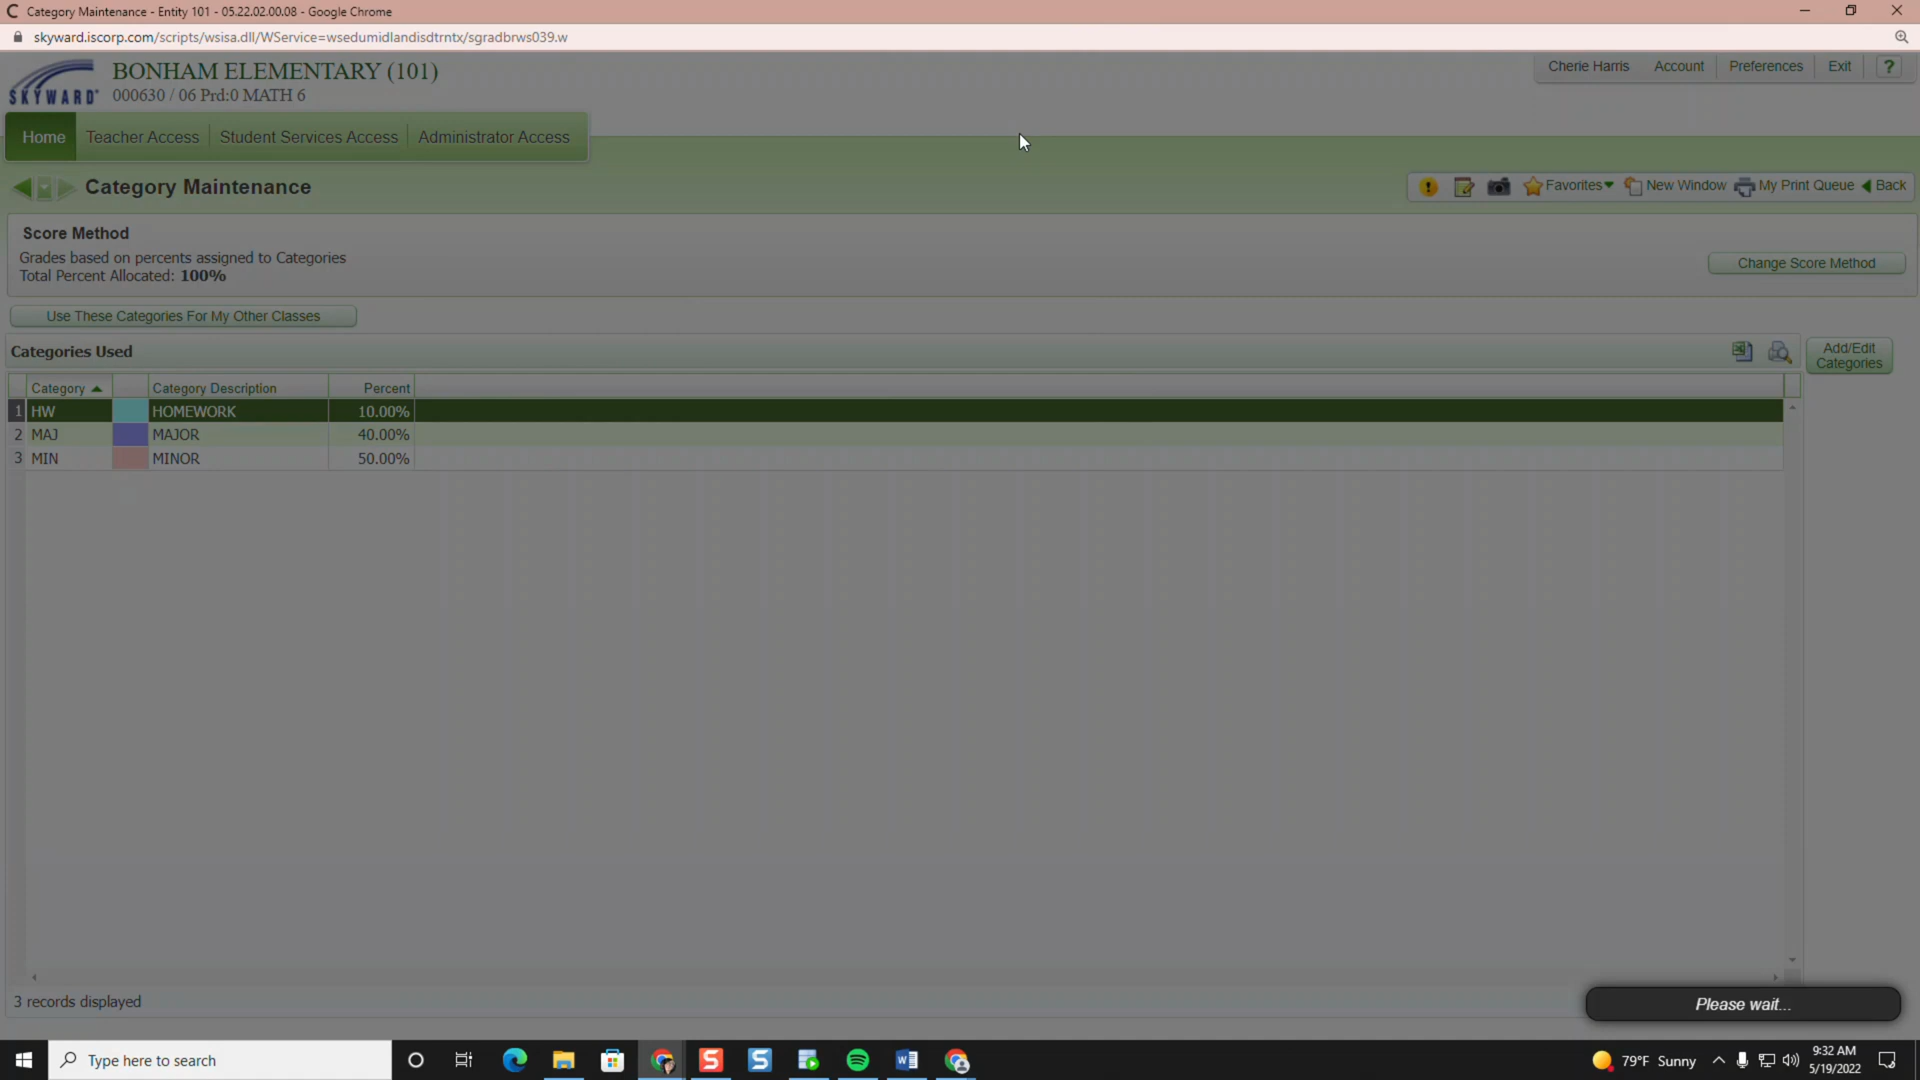 Category Maintenance - Entity 101 - 05.22.02.00.08 - Google Chrome
skyward.iscorp.com/scripts/wsisa.dll/WService=wsedumidlandisdtrntx/sgradbrws039.w
SKYWARD
BONHAM ELEMENTARY (101)
000630 / 06 Prd:0 MATH 6
Cherie Harris Account Preferences Exit ?
Home Teacher Access Student Services Access Administrator Access
Category Maintenance
Favorites New Window My Print Queue Back
Score Method
Grades based on percents assigned to Categories
Total Percent Allocated: 100%
Change Score Method
Use These Categories For My Other Classes
Categories Used
Add/Edit
Categories
Category Category Description Percent
1 HW HOMEWORK 10.00%
2 MAJ MAJOR 40.00%
3 MIN MINOR 50.00%
3 records displayed
Please wait...
Type here to search
79°F Sunny
9:32 AM
5/19/2022